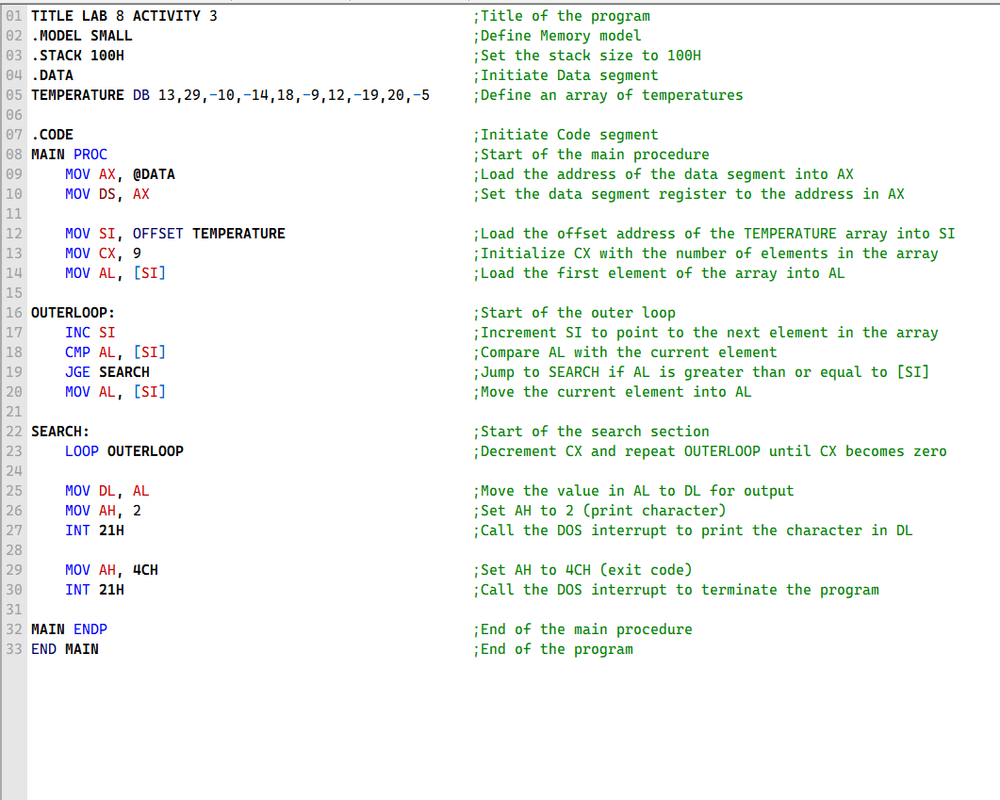 01 TITLE LAB 8 ACTIVITY 3 ;Title of the program
02 .MODEL SMALL ;Define Memory model
03 .STACK 100H ;Set the stack size to 100H
04 .DATA ;Initiate Data segment
05 TEMPERATURE DB 13,29,-10,-14,18,-9,12,-19,20,-5 ;Define an array of temperatures
06
07 .CODE ;Initiate Code segment
08 MAIN PROC ;Start of the main procedure
09 MOV AX, @DATA ;Load the address of the data segment into AX
10 MOV DS, AX ;Set the data segment register to the address in AX
11
12 MOV SI, OFFSET TEMPERATURE ;Load the offset address of the TEMPERATURE array into SI
13 MOV CX, 9 ;Initialize CX with the number of elements in the array
14 MOV AL, [SI] ;Load the first element of the array into AL
15
16 OUTERLOOP: ;Start of the outer loop
17 INC SI ;Increment SI to point to the next element in the array
18 CMP AL, [SI] ;Compare AL with the current element
19 JGE SEARCH ;Jump to SEARCH if AL is greater than or equal to [SI]
20 MOV AL, [SI] ;Move the current element into AL
21
22 SEARCH: ;Start of the search section
23 LOOP OUTERLOOP ;Decrement CX and repeat OUTERLOOP until CX becomes zero
24
25 MOV DL, AL ;Move the value in AL to DL for output
26 MOV AH, 2 ;Set AH to 2 (print character)
27 INT 21H ;Call the DOS interrupt to print the character in DL
28
29 MOV AH, 4CH ;Set AH to 4CH (exit code)
30 INT 21H ;Call the DOS interrupt to terminate the program
31
32 MAIN ENDP ;End of the main procedure
33 END MAIN ;End of the program